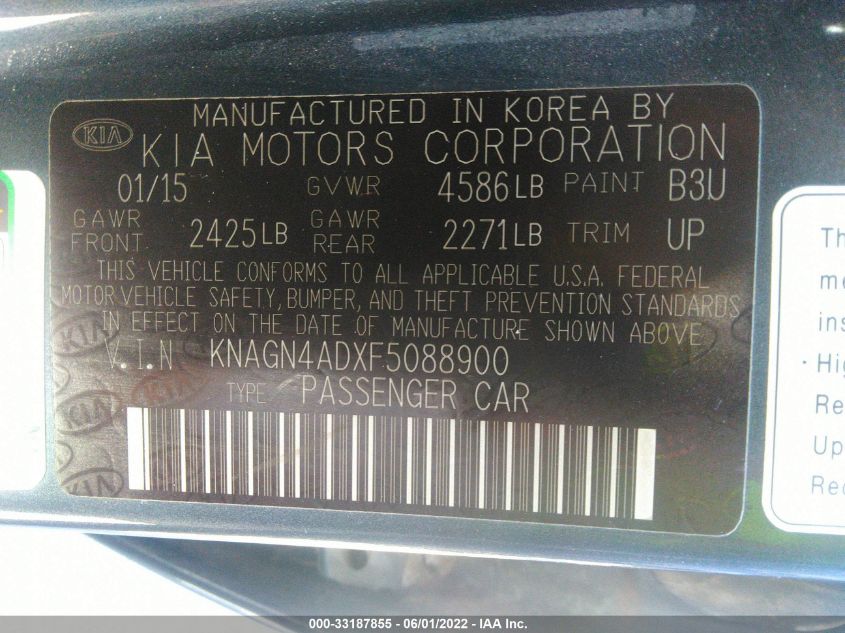 MANUFACTURED IN KOREA BY
KIA KIA MOTORS CORPORATION
01/15 GVWR 4586LB PAINT B3U
GAWR FRONT 2425LB GAWR REAR 2271LB TRIM UP
THIS VEHICLE CONFORMS TO ALL APPLICABLE U.S.A. FEDERAL
MOTOR VEHICLE SAFETY, BUMPER, AND THEFT PREVENTION STANDARDS
IN EFFECT ON THE DATE OF MANUFACTURE SHOWN ABOVE
V.I.N KNAGN4ADXF5088900
TYPE PASSENGER CAR
KIA
KIA
KIA
Th
me
ins
· Hig
Re
Up
Rec
000-33187855 - 06/01/2022 - IAA Inc.